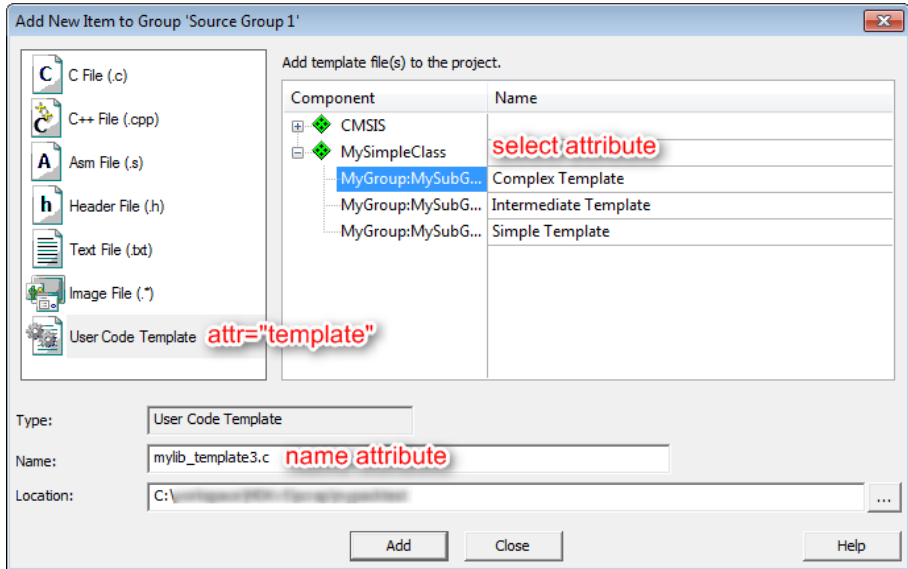 Add New Item to Group 'Source Group 1'
C File (.c)
C++ File (.cpp)
Asm File (.s)
Header File (.h)
Text File (.txt)
Image File (.*)
User Code Template attr="template"
Add template file(s) to the project.
Component Name
CMSIS
MySimpleClass select attribute
MyGroup:MySubG... Complex Template
MyGroup:MySubG... Intermediate Template
MyGroup:MySubG... Simple Template
Type: User Code Template
Name: mylib_template3.c name attribute
Location: C:\ ...
Add Close Help